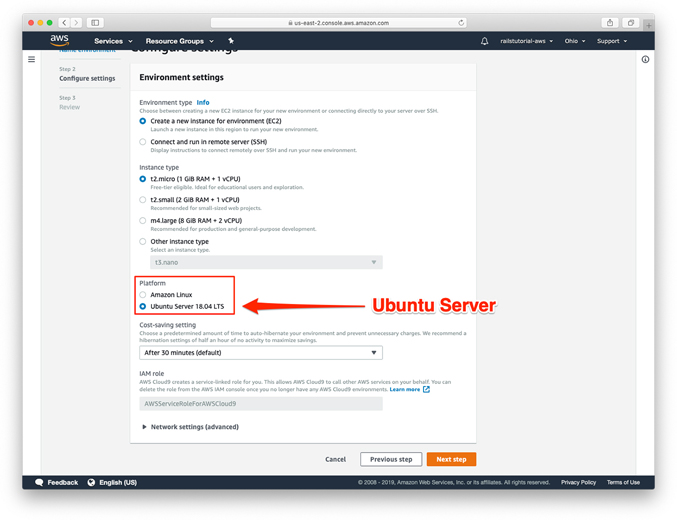 us-east-2.console.aws.amazon.com
aws Services Resource Groups railstutorial-aws Ohio Support
Name environment
Configure settings
Step 2
Configure settings
Step 3
Review
Environment settings
Environment type Info
Choose between creating a new EC2 instance for your new environment or connecting directly to your server over SSH.
Create a new instance for environment (EC2)
Launch a new instance in this region to run your new environment.
Connect and run in remote server (SSH)
Display instructions to connect remotely over SSH and run your new environment.
Instance type
t2.micro (1 GiB RAM + 1 vCPU)
Free-tier eligible. Ideal for educational users and exploration.
t2.small (2 GiB RAM + 1 vCPU)
Recommended for small-sized web projects.
m4.large (8 GiB RAM + 2 vCPU)
Recommended for production and general-purpose development.
Other instance type
Select an instance type.
t3.nano
Platform
Amazon Linux
Ubuntu Server 18.04 LTS
Ubuntu Server
Cost-saving setting
Choose a predetermined amount of time to auto-hibernate your environment and prevent unnecessary charges. We recommend a
hibernation settings of half an hour of no activity to maximize savings.
After 30 minutes (default)
IAM role
AWS Cloud9 creates a service-linked role for you. This allows AWS Cloud9 to call other AWS services on your behalf. You can
delete the role from the AWS IAM console once you no longer have any AWS Cloud9 environments. Learn more
AWSServiceRoleForAWSCloud9
Network settings (advanced)
Cancel Previous step Next step
Feedback English (US) © 2008 - 2019, Amazon Web Services, Inc. or its affiliates. All rights reserved. Privacy Policy Terms of Use